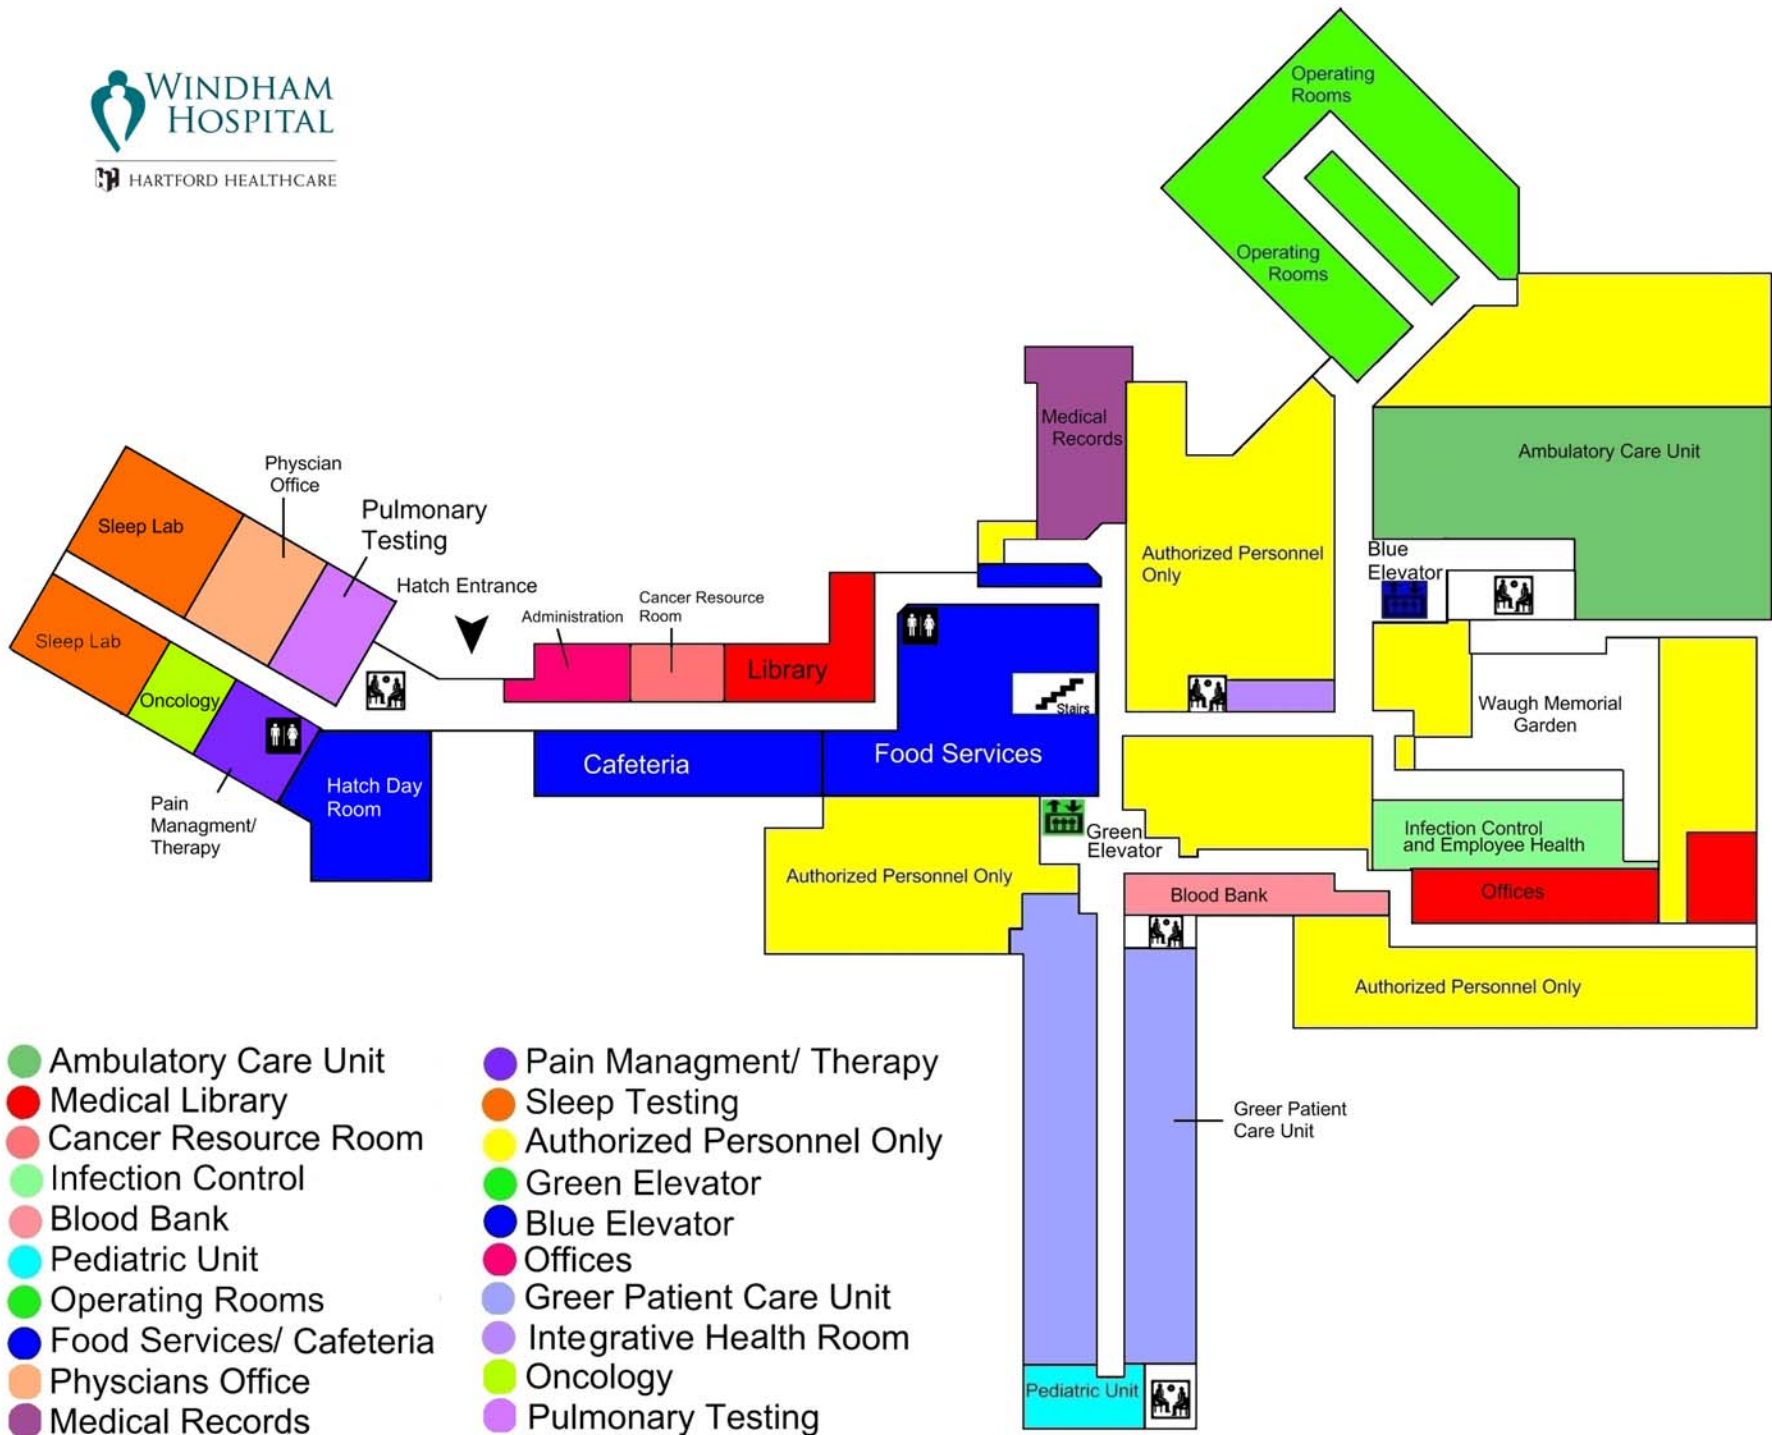 WINDHAM
HOSPITAL
HARTFORD HEALTHCARE
Operating
Rooms
Operating
Rooms
Medical
Records
Ambulatory Care Unit
Physcian
Office
Pulmonary
Testing
Sleep Lab
Authorized Personnel
Only
Blue
Elevator
Hatch Entrance
Administration
Cancer Resource
Room
Sleep Lab
Library
Oncology
Stairs
Waugh Memorial
Garden
Cafeteria
Food Services
Hatch Day
Room
Pain
Managment/
Therapy
Green
Elevator
Infection Control
and Employee Health
Authorized Personnel Only
Blood Bank
Offices
Authorized Personnel Only
Greer Patient
Care Unit
Pediatric Unit
Ambulatory Care Unit
Medical Library
Cancer Resource Room
Infection Control
Blood Bank
Pediatric Unit
Operating Rooms
Food Services/ Cafeteria
Physcians Office
Medical Records
Pain Managment/ Therapy
Sleep Testing
Authorized Personnel Only
Green Elevator
Blue Elevator
Offices
Greer Patient Care Unit
Integrative Health Room
Oncology
Pulmonary Testing